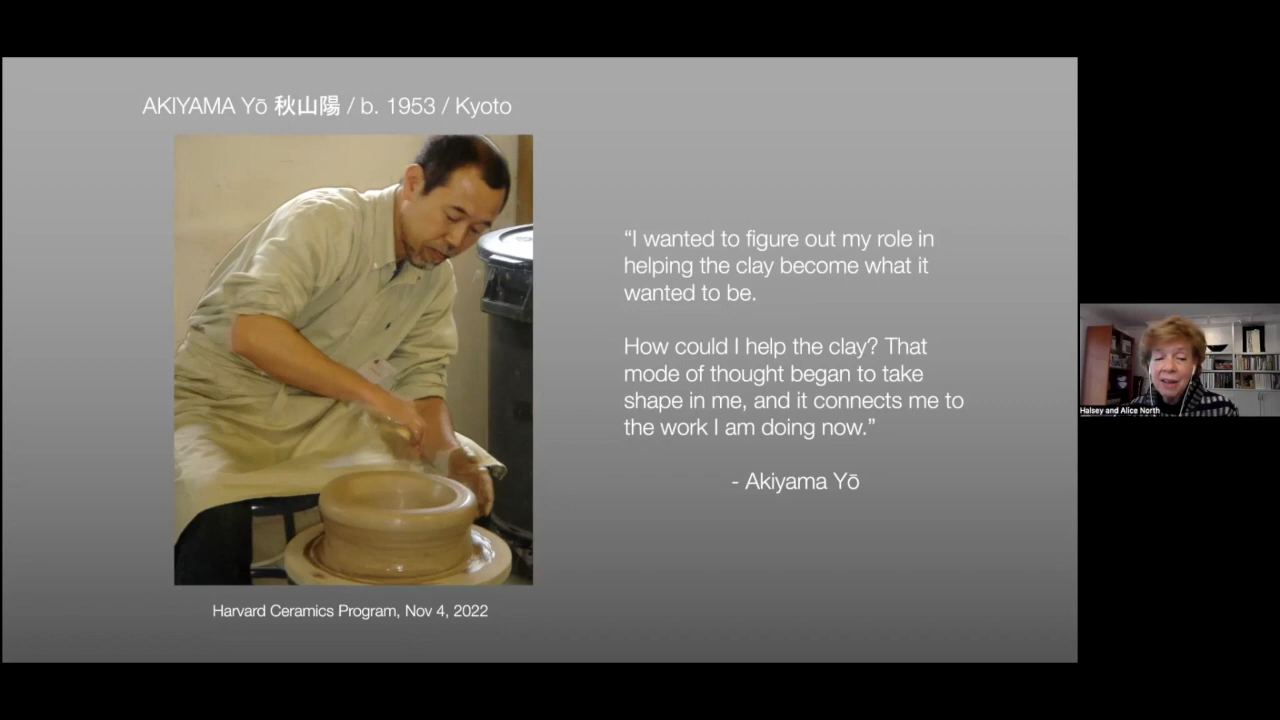 AKIYAMA Yō 秋山陽 / b. 1953 / Kyoto
“I wanted to figure out my role in
helping the clay become what it
wanted to be.
How could I help the clay? That
mode of thought began to take
shape in me, and it connects me to
the work I am doing now.”
- Akiyama Yō
Harvard Ceramics Program, Nov 4, 2022
Halsey and Alice North